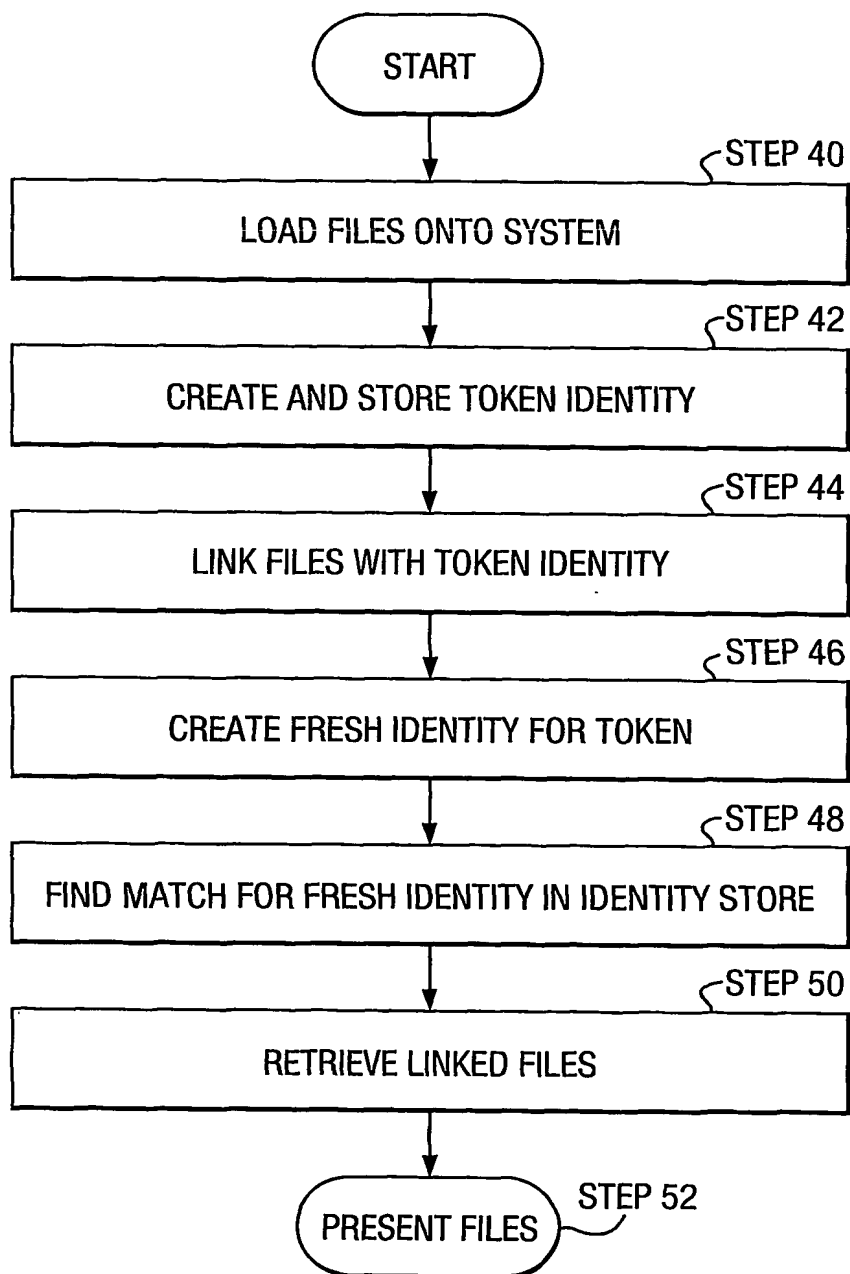 START
STEP 40
LOAD FILES ONTO SYSTEM
STEP 42
CREATE AND STORE TOKEN IDENTITY
STEP 44
LINK FILES WITH TOKEN IDENTITY
STEP 46
CREATE FRESH IDENTITY FOR TOKEN
STEP 48
FIND MATCH FOR FRESH IDENTITY IN IDENTITY STORE
STEP 50
RETRIEVE LINKED FILES
STEP 52
PRESENT FILES